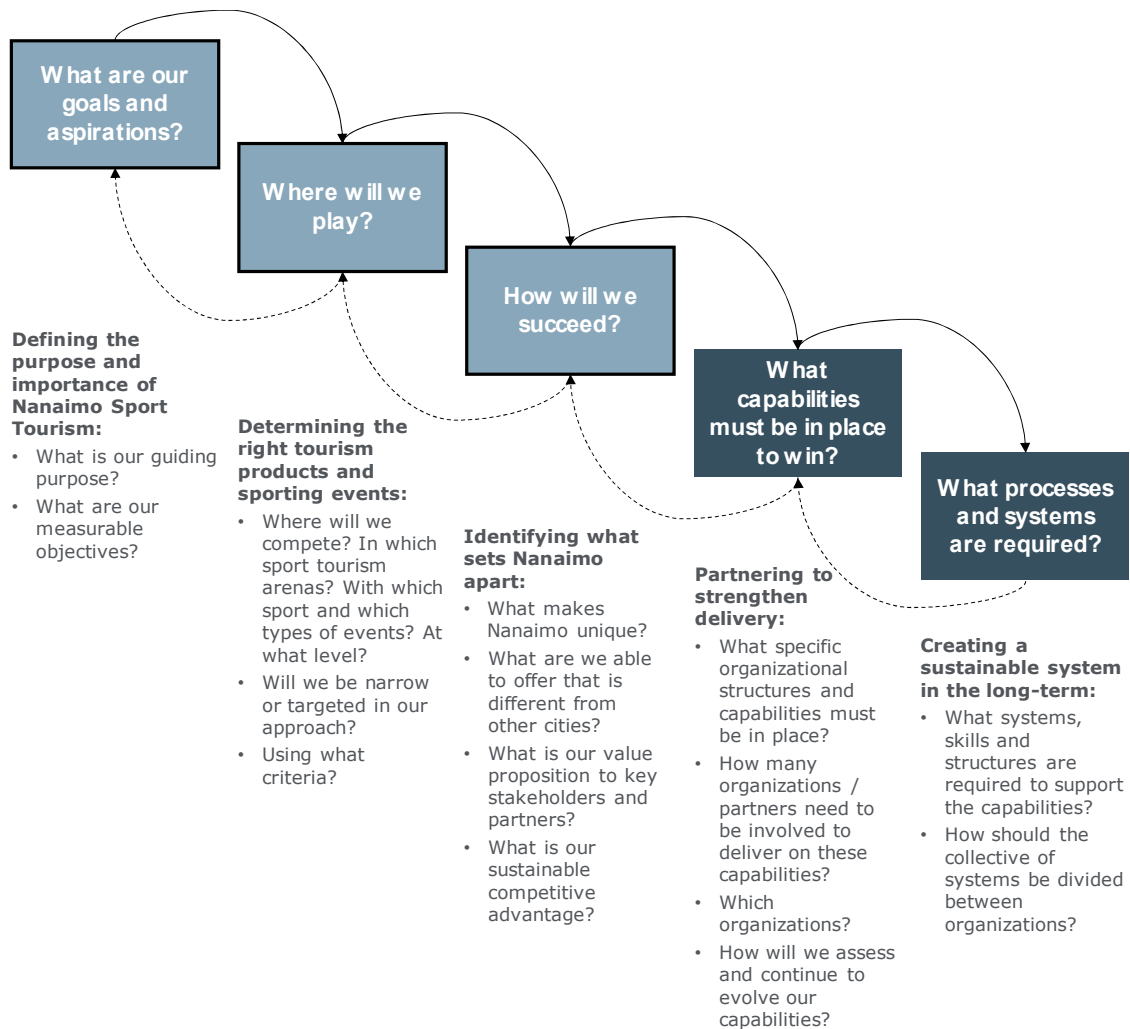 What are our
goals and
aspirations?
Where will we
play?
How will we
succeed?
What
capabilities
must be in place
to win?
What processes
and systems
are required?
Defining the
purpose and
importance of
Nanaimo Sport
Tourism:
• What is our guiding
purpose?
• What are our
measurable
objectives?
Determining the
right tourism
products and
sporting events:
• Where will we
compete? In which
sport tourism
arenas? With which
sport and which
types of events? At
what level?
• Will we be narrow
or targeted in our
approach?
• Using what
criteria?
Identifying what
sets Nanaimo
apart:
• What makes
Nanaimo unique?
• What are we able
to offer that is
different from
other cities?
• What is our value
proposition to key
stakeholders and
partners?
• What is our
sustainable
competitive
advantage?
Partnering to
strengthen
delivery:
• What specific
organizational
structures and
capabilities must
be in place?
• How many
organizations /
partners need to
be involved to
deliver on these
capabilities?
• Which
organizations?
• How will we assess
and continue to
evolve our
capabilities?
Creating a
sustainable system
in the long-term:
• What systems,
skills and
structures are
required to support
the capabilities?
• How should the
collective of
systems be divided
between
organizations?